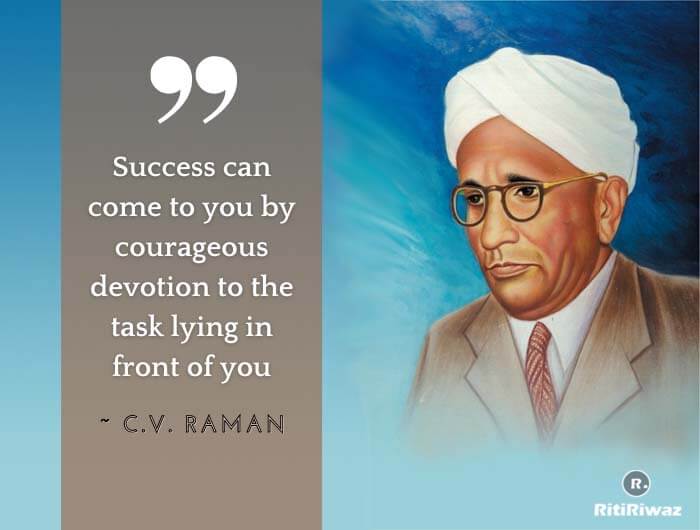 Success can
come to you by
courageous
devotion to the
task lying in
front of you
~ C.V. RAMAN
R.
RitiRiwaz